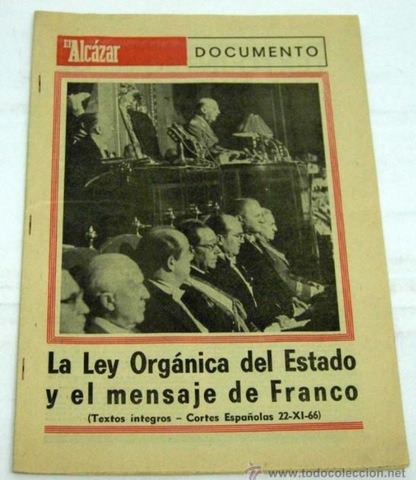 El Alcázar
DOCUMENTO
La Ley Orgánica del Estado
y el mensaje de Franco
(Textos íntegros - Cortes Españolas 22-XI-66)
www.todocoleccion.net